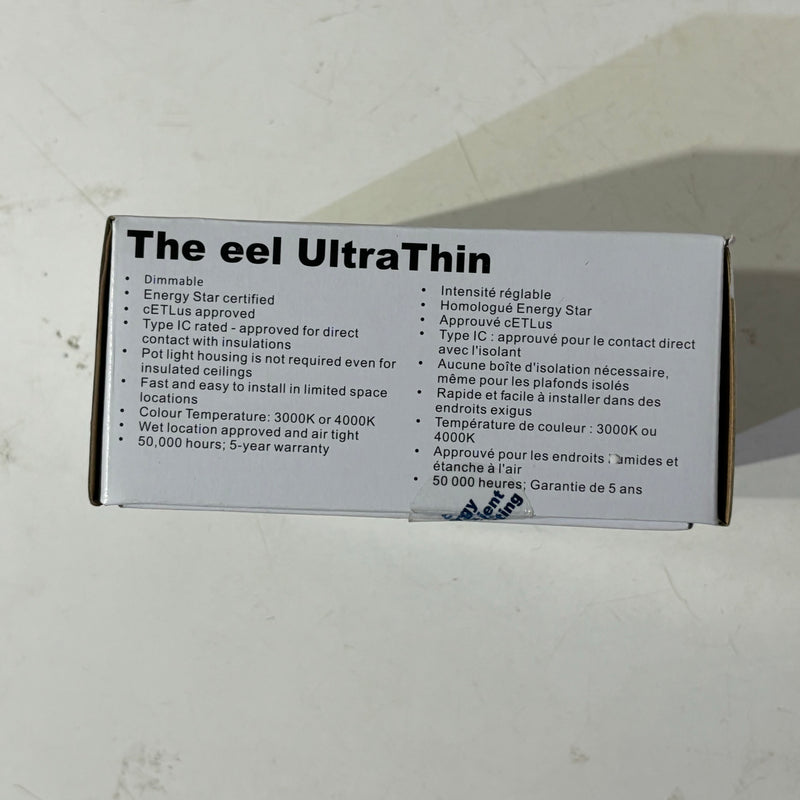 The eel UltraThin
• Dimmable
• Energy Star certified
• cETLus approved
• Type IC rated - approved for direct
contact with insulations
• Pot light housing is not required even for
insulated ceilings
• Fast and easy to install in limited space
locations
• Colour Temperature: 3000K or 4000K
• Wet location approved and air tight
• 50,000 hours; 5-year warranty
• Intensité réglable
• Homologué Energy Star
• Approuvé cETLus
• Type IC : approuvé pour le contact direct
avec l'isolant
• Aucune boîte d'isolation nécessaire,
même pour les plafonds isolés
• Rapide et facile à installer dans des
endroits exigus
• Température de couleur : 3000K ou
4000K
• Approuvé pour les endroits et
étanche à l'air
• 50 000 heures; Garantie de 5 ans